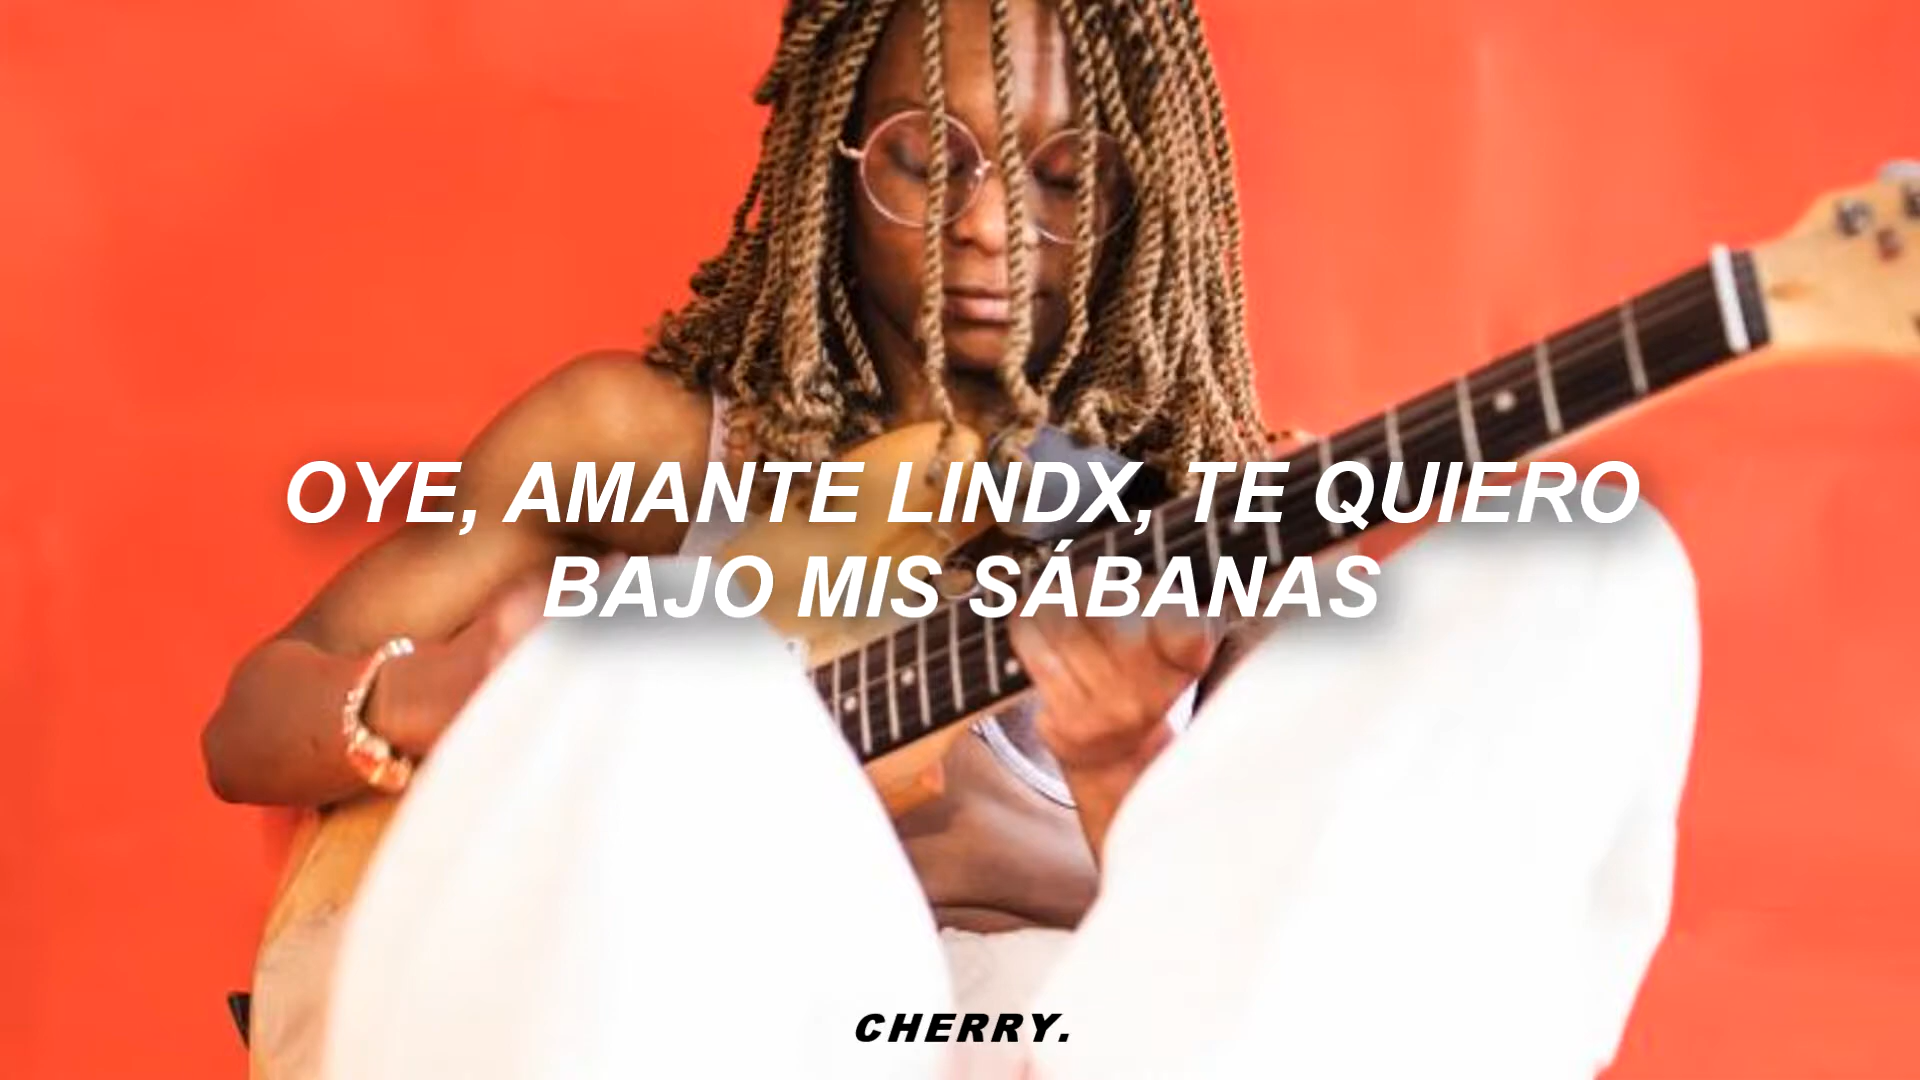 OYE, AMANTE LINDX, TE QUIERO
BAJO MIS SÁBANAS
CHERRY.